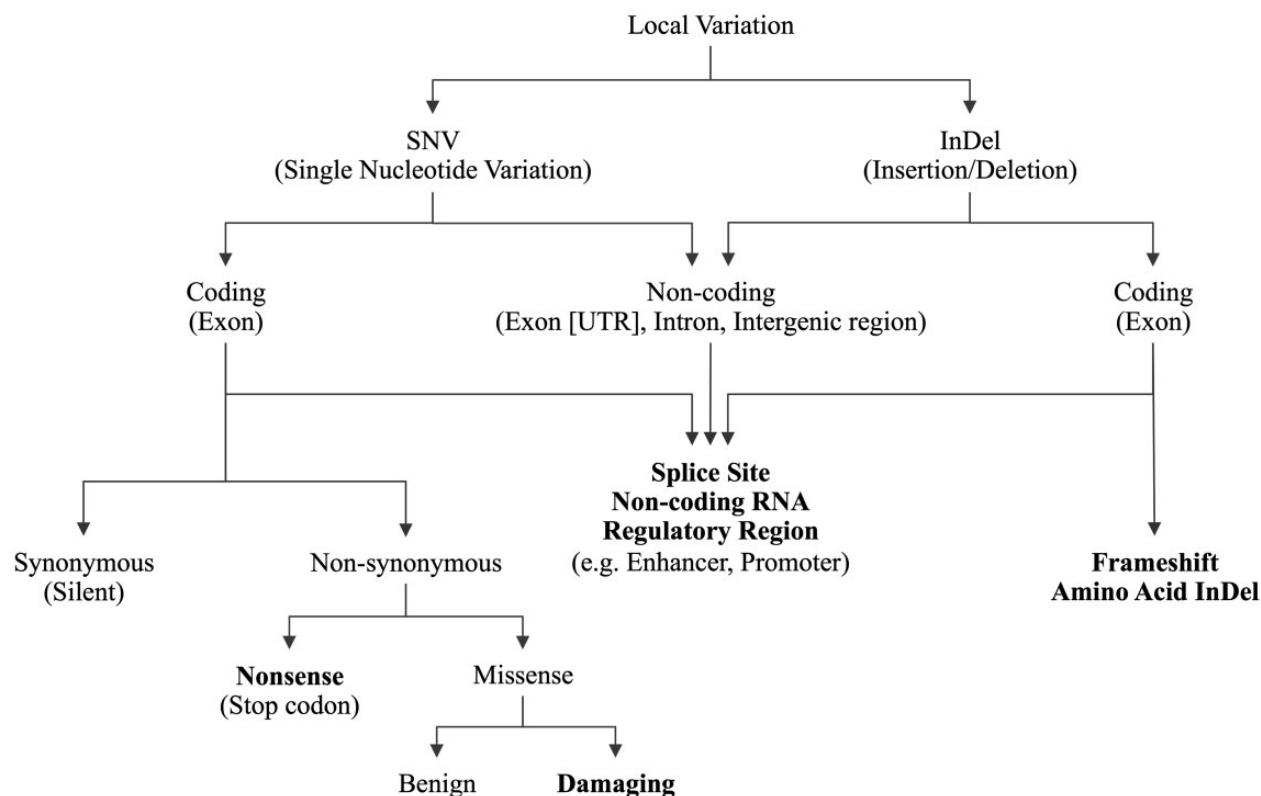 Local Variation
SNV
(Single Nucleotide Variation)
InDel
(Insertion/Deletion)
Coding
(Exon)
Non-coding
(Exon [UTR], Intron, Intergenic region)
Coding
(Exon)
Splice Site
Non-coding RNA
Regulatory Region
(e.g. Enhancer, Promoter)
Synonymous
(Silent)
Non-synonymous
Frameshift
Amino Acid InDel
Nonsense
(Stop codon)
Missense
Benign
Damaging